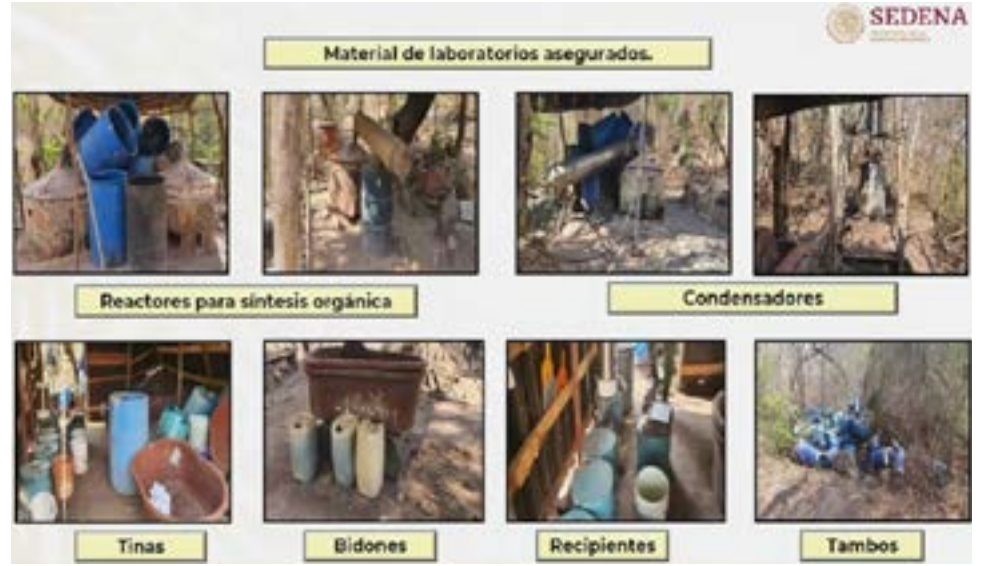 SEDENA
Material de laboratorios asegurados.
Reactores para síntesis orgánica
Condensadores
Tinas
Bidones
Recipientes
Tambos